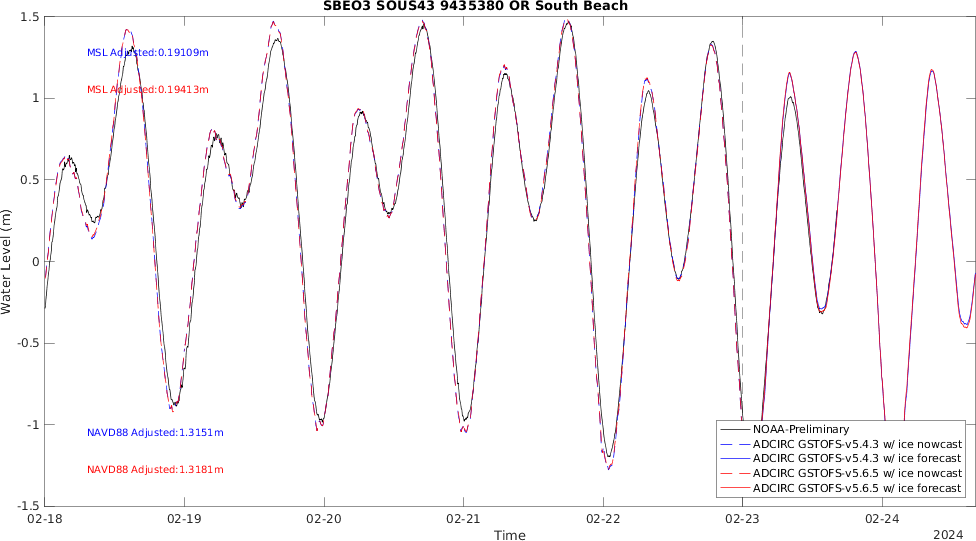 SBEO3 SOUS43 9435380 OR South Beach
MSL Adjusted:0.19109m
MSL Adjusted:0.19413m
NAVD88 Adjusted:1.3151m
NAVD88 Adjusted:1.3181m
Water Level (m)
1.5
1
0.5
0
-0.5
-1
-1.5
NOAA-Preliminary
ADCIRC GSTOFS-v5.4.3 w/ ice nowcast
ADCIRC GSTOFS-v5.4.3 w/ ice forecast
ADCIRC GSTOFS-v5.6.5 w/ ice nowcast
ADCIRC GSTOFS-v5.6.5 w/ ice forecast
02-18 02-19 02-20 02-21 02-22 02-23 02-24
Time
2024